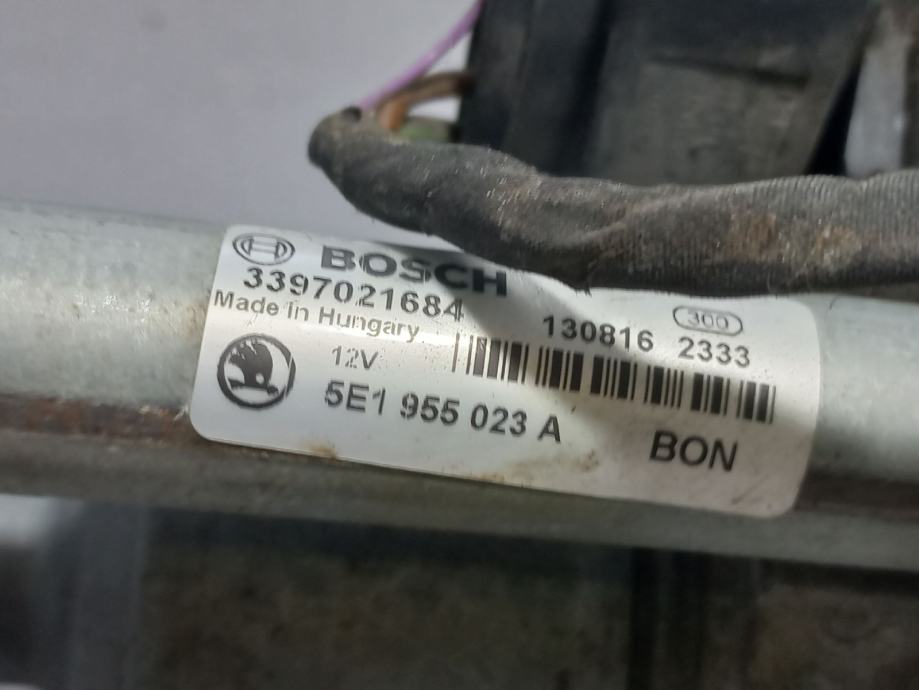 BOSCH
3397021684
Made in Hungary
130816 2333
300
12V
5E1 955 023 A
BON